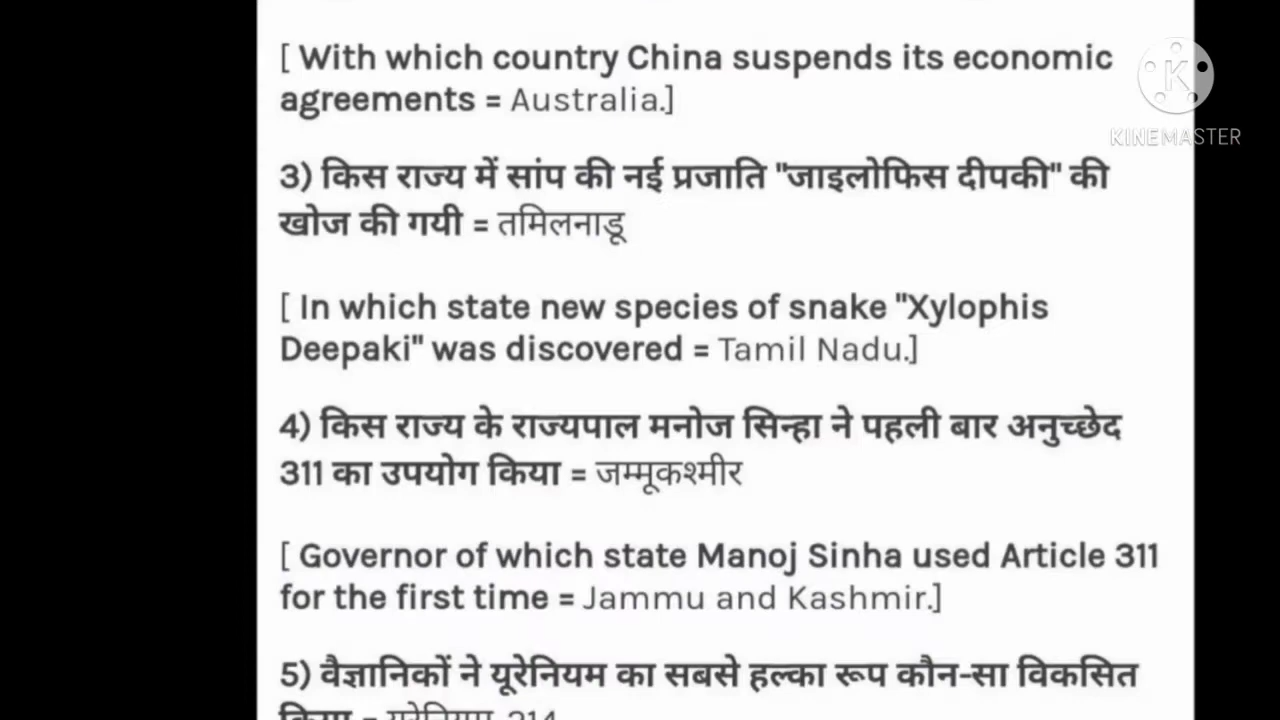 [ With which country China suspends its economic
agreements = Australia.]
KINEMASTER
3) किस राज्य में सांप की नई प्रजाति "जाइलोफिस दीपकी" की
खोज की गयी = तमिलनाडू
[ In which state new species of snake "Xylophis
Deepaki" was discovered = Tamil Nadu.]
4) किस राज्य के राज्यपाल मनोज सिन्हा ने पहली बार अनुच्छेद
311 का उपयोग किया = जम्मूकश्मीर
[ Governor of which state Manoj Sinha used Article 311
for the first time = Jammu and Kashmir.]
5) वैज्ञानिकों ने यूरेनियम का सबसे हल्का रूप कौन-सा विकसित
किया = यूरेनियम 214